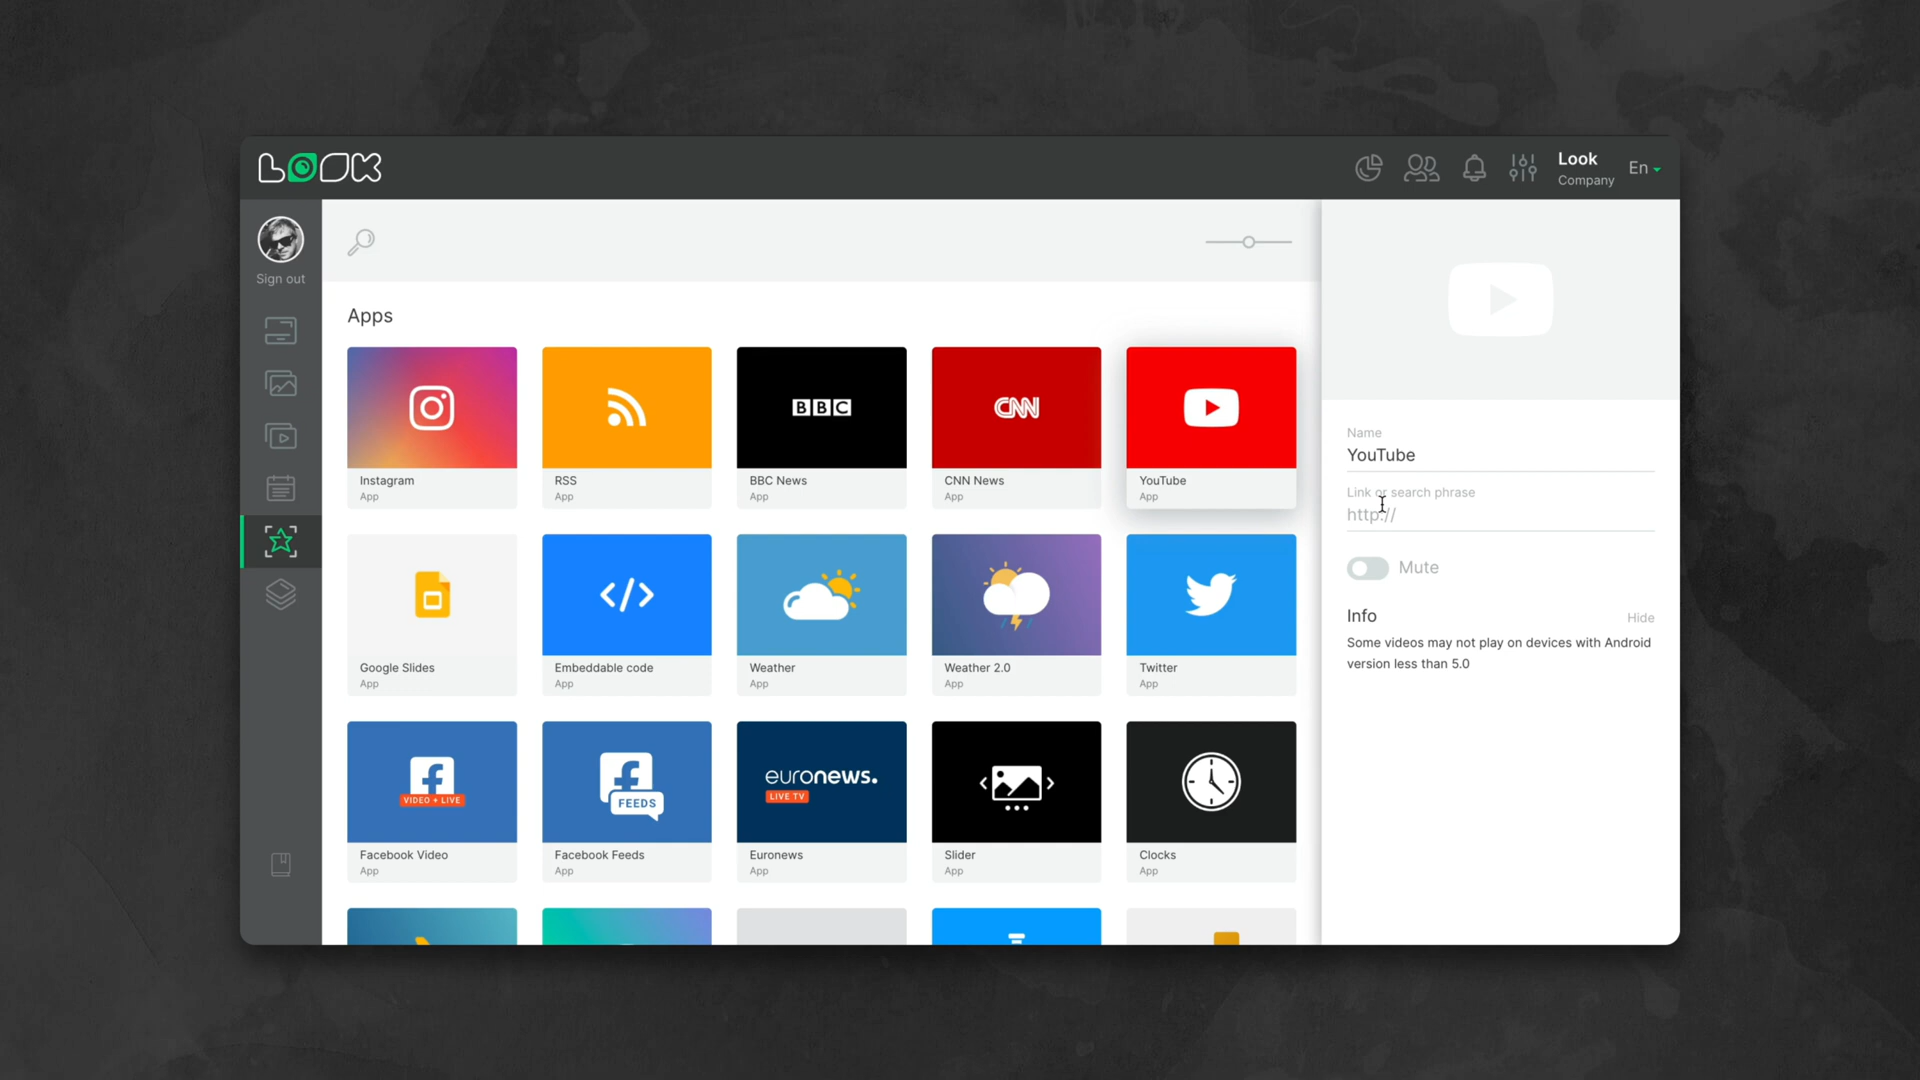 LOOK
Look
Company
En
Sign out
Apps
BBC
CNN
Instagram
App
RSS
App
BBC News
App
CNN News
App
YouTube
App
</>
Google Slides
App
Embeddable code
App
Weather
App
Weather 2.0
App
Twitter
App
VIDEO + LIVE
FEEDS
euronews.
LIVE TV
Facebook Video
App
Facebook Feeds
App
Euronews
App
Slider
App
Clocks
App
Name
YouTube
Link or search phrase
http://
Mute
Info
Hide
Some videos may not play on devices with Android
version less than 5.0